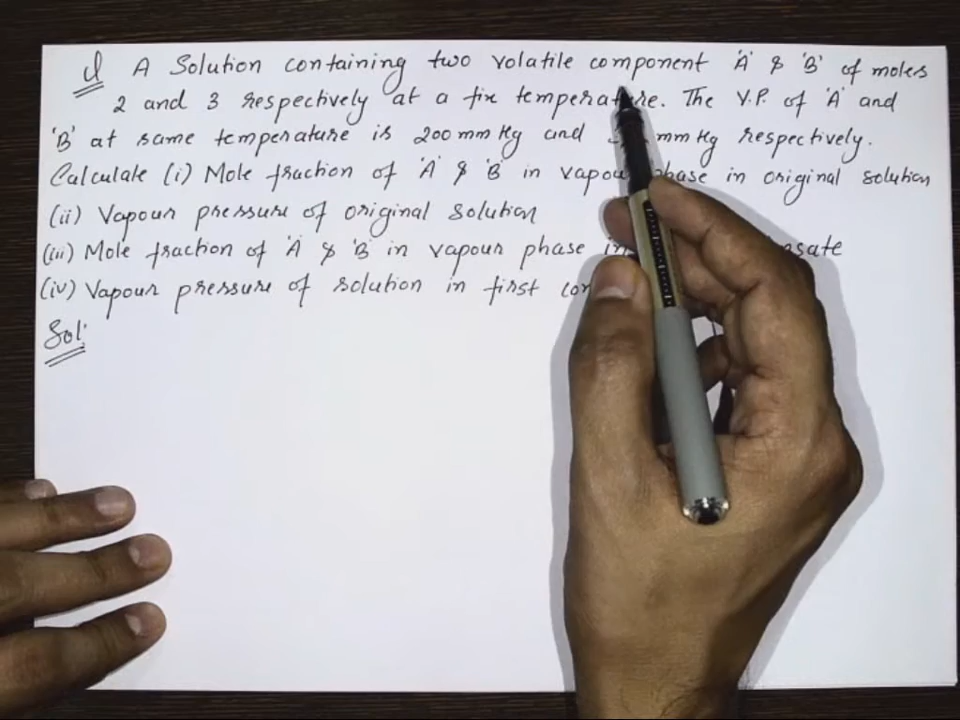 Q A Solution containing two volatile component 'A' & 'B' of moles
2 and 3 respectively at a fix temperature. The V.P. of 'A' and
'B' at same temperature is 200 mm Hg and mm Hg respectively.
Calculate (i) Mole fraction of 'A' & 'B' in vapour phase in original solution
(ii) Vapour pressure of original solution
(iii) Mole fraction of 'A' & 'B' in vapour phase in
(iv) Vapour pressure of solution in first
Sol: